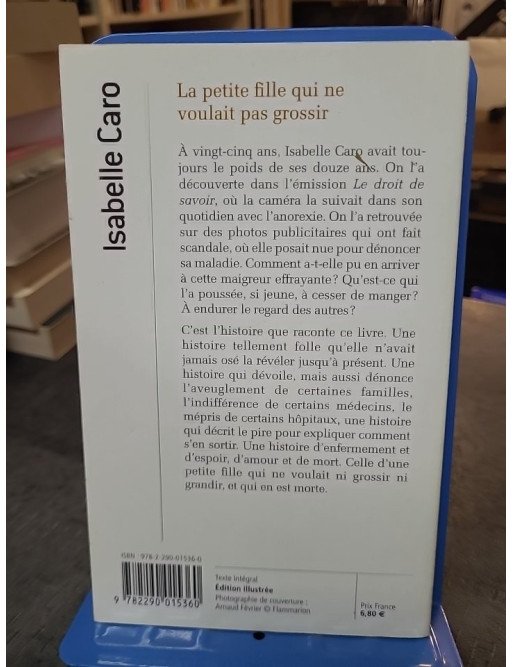 Isabelle Caro
La petite fille qui ne
voulait pas grossir
À vingt-cinq ans, Isabelle Caro avait tou-
jours le poids de ses douze ans. On l'a
découverte dans l'émission Le droit de
savoir, où la caméra la suivait dans son
quotidien avec l'anorexie. On l'a retrouvée
sur des photos publicitaires qui ont fait
scandale, où elle posait nue pour dénoncer
sa maladie. Comment a-t-elle pu en arriver
à cette maigreur effrayante ? Qu'est-ce qui
l'a poussée, si jeune, à cesser de manger ?
À endurer le regard des autres ?
C'est l'histoire que raconte ce livre. Une
histoire tellement folle qu'elle n'avait
jamais osé la révéler jusqu'à présent. Une
histoire qui dévoile, mais aussi dénonce
l'aveuglement de certaines familles,
l'indifférence de certains médecins, le
mépris de certains hôpitaux, une histoire
qui décrit le pire pour expliquer comment
s'en sortir. Une histoire d'enfermement et
d'espoir, d'amour et de mort. Celle d'une
petite fille qui ne voulait ni grossir ni
grandir, et qui en est morte.
ISBN : 978-2-290-01536-0
9 782290 015360
Texte intégral
Édition illustrée
Photographie de couverture :
Arnaud Février © Flammarion
Prix France
6,80 €